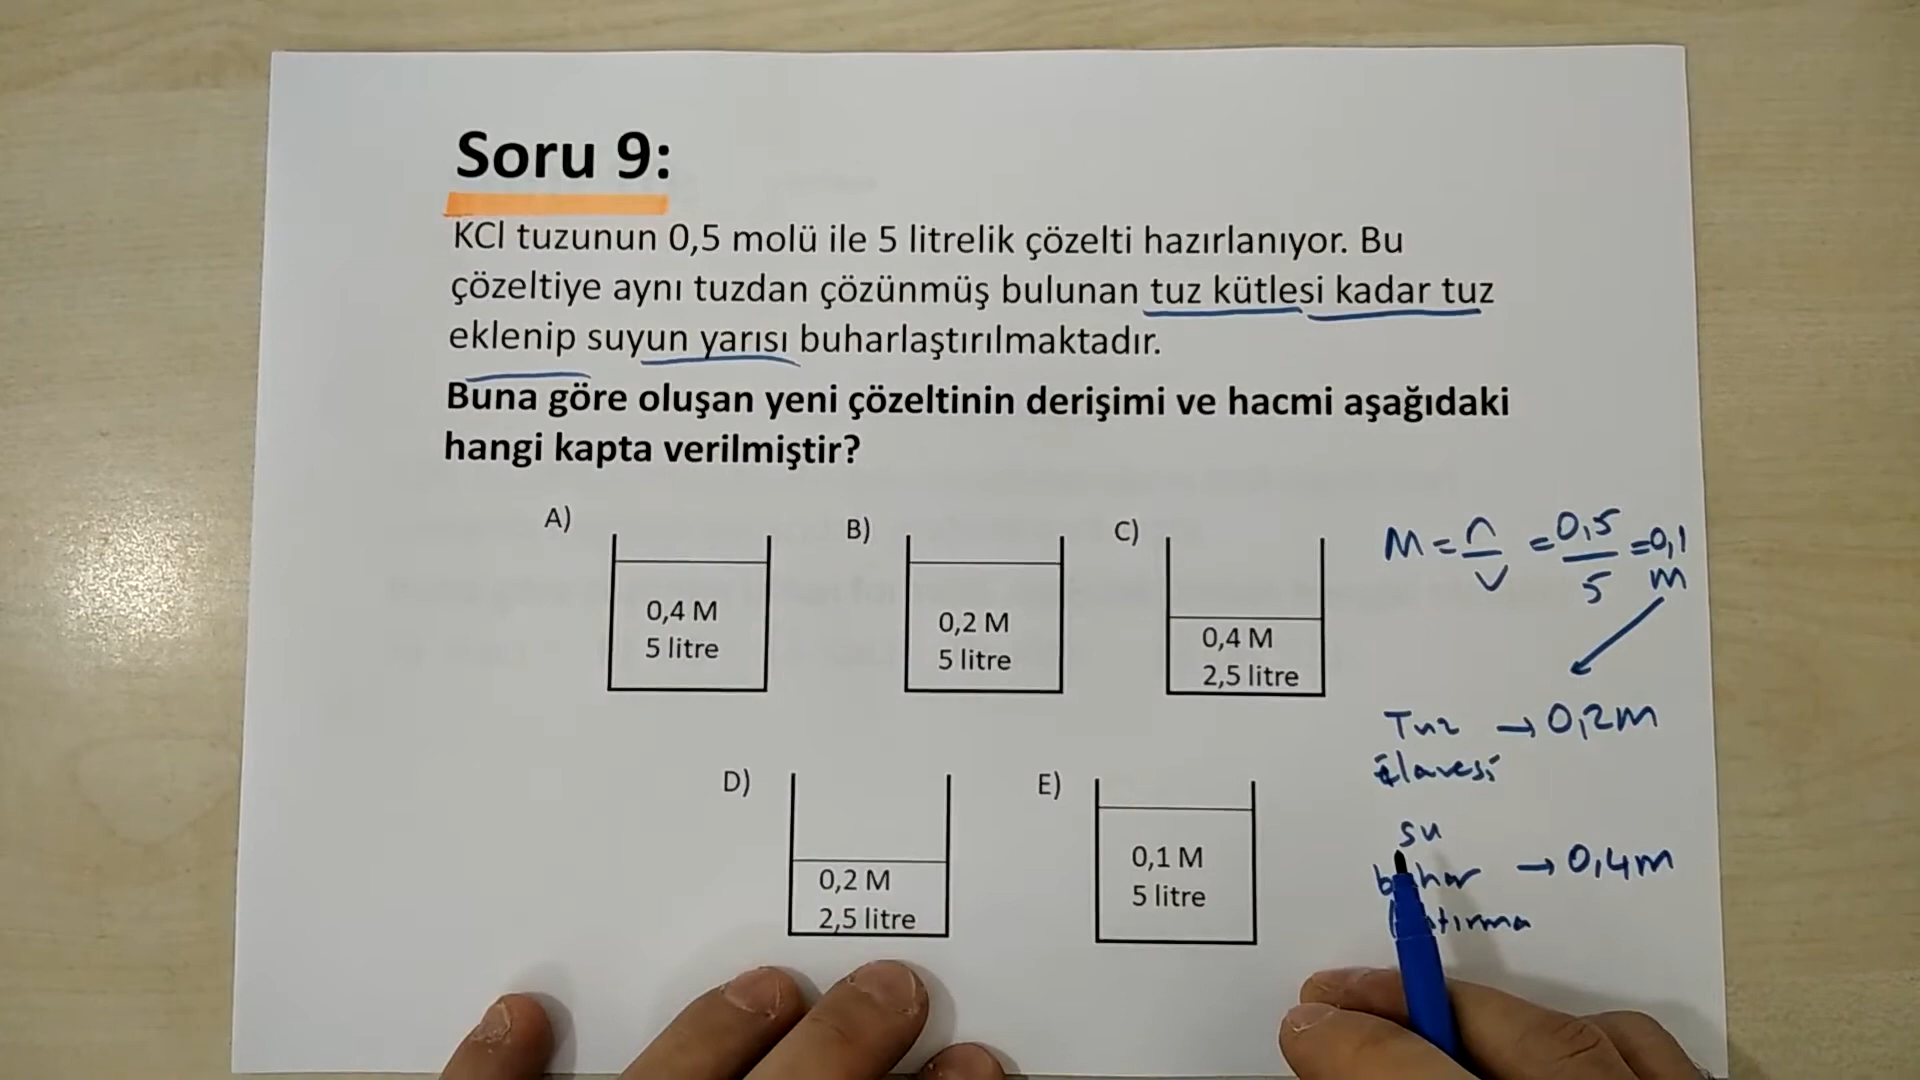 Soru 9:
KCl tuzunun 0,5 molü ile 5 litrelik çözelti hazırlanıyor. Bu
çözeltiye aynı tuzdan çözünmüş bulunan tuz kütlesi kadar tuz
eklenip suyun yarısı buharlaştırılmaktadır.
Buna göre oluşan yeni çözeltinin derişimi ve hacmi aşağıdaki
hangi kapta verilmiştir?
A)
0,4 M
5 litre
B)
0,2 M
5 litre
C)
0,4 M
2,5 litre
D)
0,2 M
2,5 litre
E)
0,1 M
5 litre
M = n/V = 0,5/5 = 0,1 M
Tuz → 0,2 M
ilavesi
su
→ 0,4 M